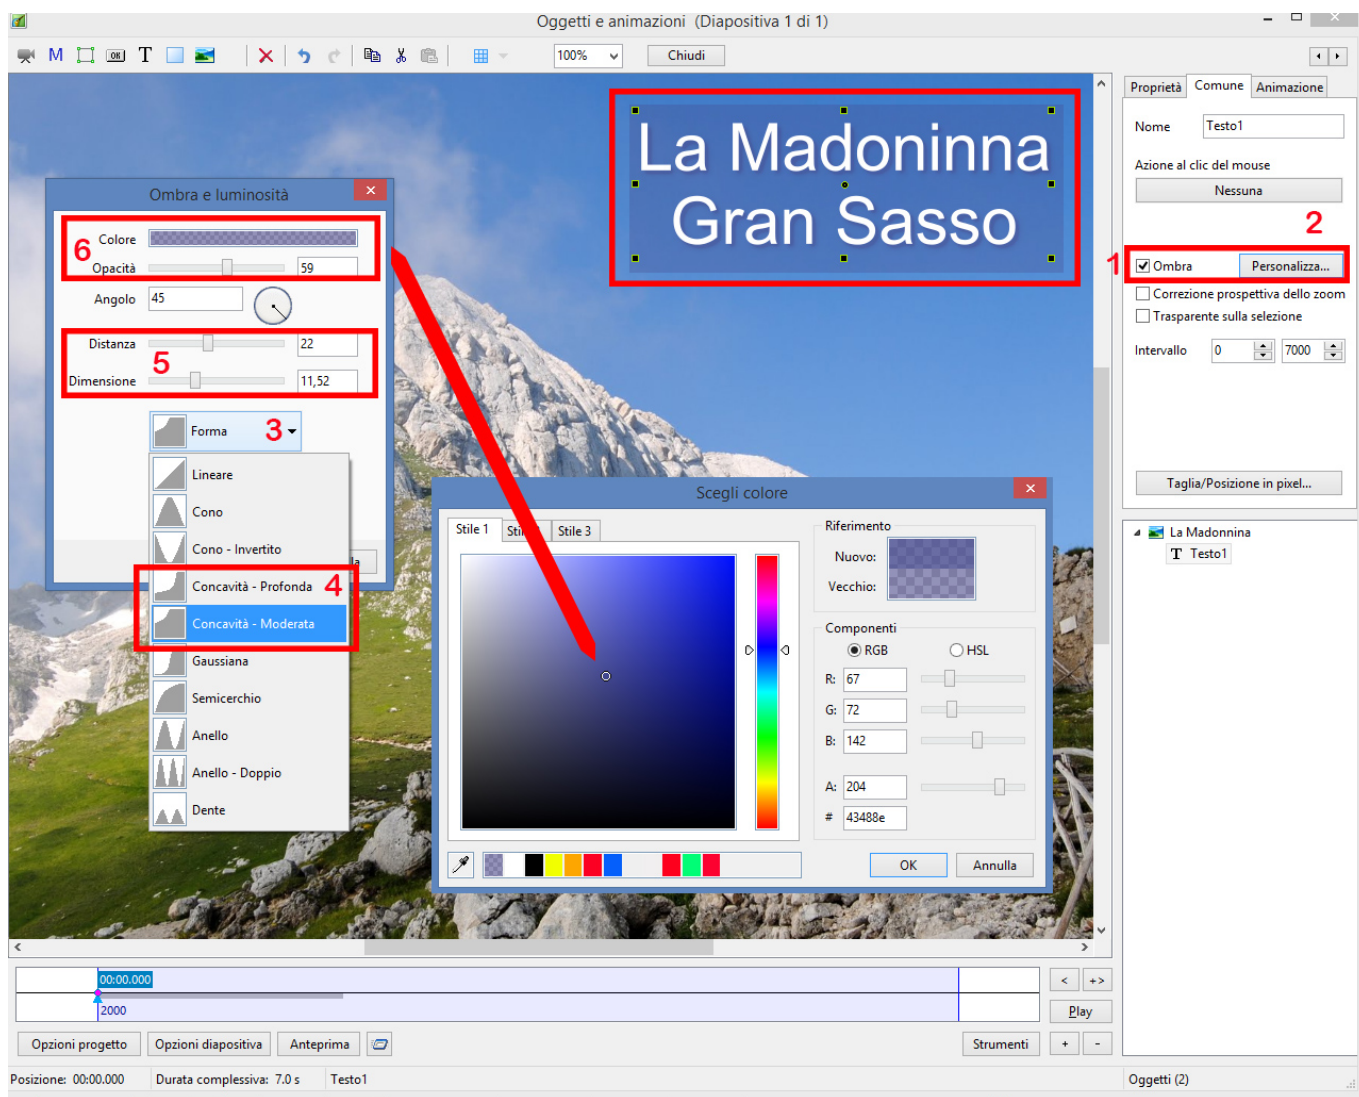 Oggetti e animazioni (Diapositiva 1 di 1)
M OK T 100% Chiudi
La Madoninna
Gran Sasso
Ombra e luminosità
6
Colore
Opacità 59
Angolo 45
5
Distanza 22
Dimensione 11,52
Forma 3
Lineare
Cono
Cono - Invertito
Concavità - Profonda 4
Concavità - Moderata
Gaussiana
Semicerchio
Anello
Anello - Doppio
Dente
Scegli colore
Stile 1 Stile 3
Riferimento
Nuovo:
Vecchio:
Componenti
RGB HSL
R: 67
G: 72
B: 142
A: 204
# 43488e
OK Annulla
Proprietà Comune Animazione
Nome Testo1
Azione al clic del mouse
Nessuna
2
1
Ombra Personalizza...
Correzione prospettiva dello zoom
Trasparente sulla selezione
Intervallo 0 7000
Taglia/Posizione in pixel...
La Madonnina
T Testo1
00:00.000
2000
< +>
Play
Opzioni progetto Opzioni diapositiva Anteprima Strumenti + -
Posizione: 00:00.000 Durata complessiva: 7.0 s Testo1 Oggetti (2)